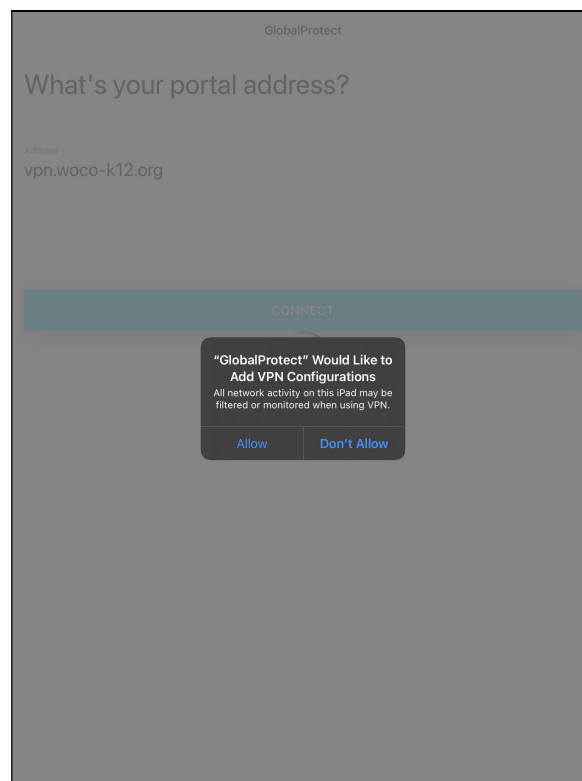 GlobalProtect
What's your portal address?
Address
vpn.woco-k12.org
CONNECT
“GlobalProtect” Would Like to
Add VPN Configurations
All network activity on this iPad may be
filtered or monitored when using VPN.
Allow
Don't Allow